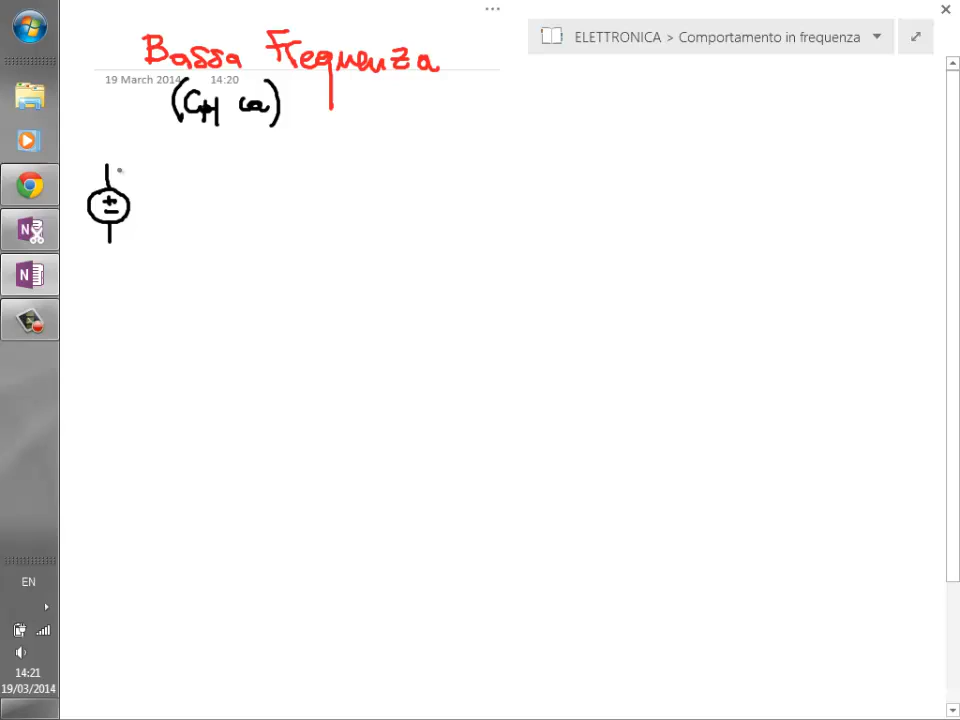 ...
ELETTRONICA > Comportamento in frequenza
Bassa Frequenza
19 March 2014 14:20
(CH ca)
+
−
N
N
EN
14:21
19/03/2014